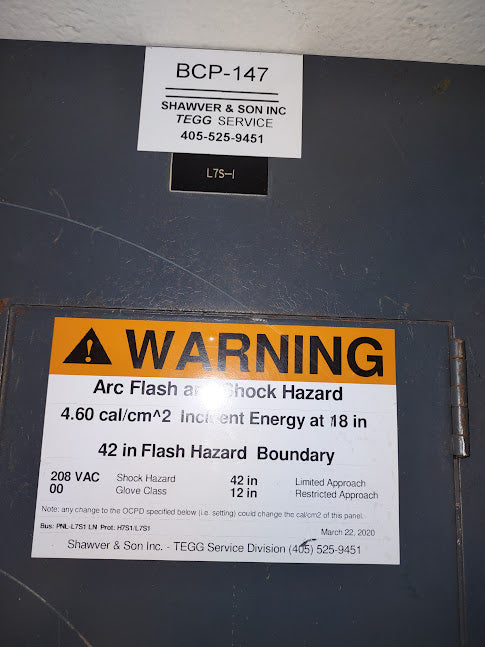 BCP-147
SHAWVER & SON INC
TEGG SERVICE
405-525-9451
L7S-1
WARNING
Arc Flash and Shock Hazard
4.60 cal/cm^2 Incident Energy at 18 in
42 in Flash Hazard Boundary
208 VAC Shock Hazard 42 in Limited Approach
00 Glove Class 12 in Restricted Approach
Note: any change to the OCPD specified below (i.e. setting) could change the cal/cm2 of this panel.
Bus: PNL-L7S1 LN Prot: H7S1/L7S1
March 22, 2020
Shawver & Son Inc. - TEGG Service Division (405) 525-9451